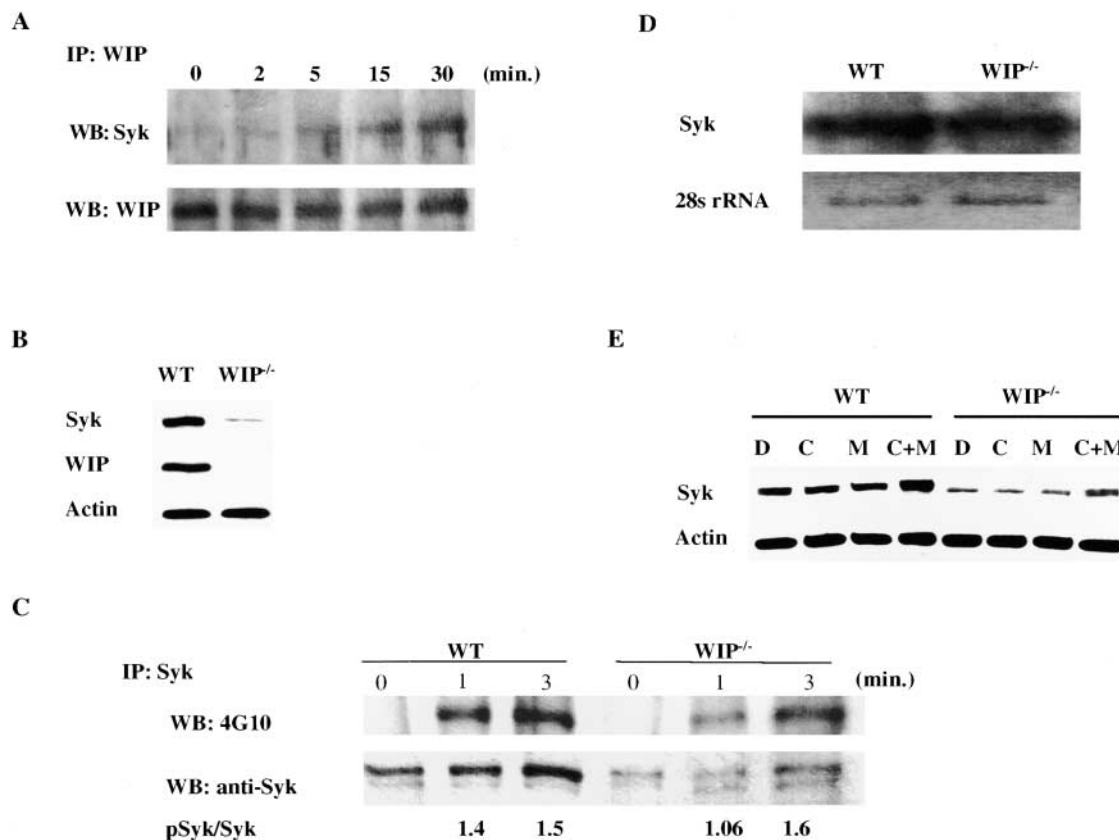 A
IP: WIP
0 2 5 15 30 (min.)
WB: Syk
WB: WIP
B
WT WIP-/-
Syk
WIP
Actin
C
WT WIP-/-
IP: Syk
0 1 3 0 1 3 (min.)
WB: 4G10
WB: anti-Syk
pSyk/Syk 1.4 1.5 1.06 1.6
D
WT WIP-/-
Syk
28s rRNA
E
WT WIP-/-
D C M C+M D C M C+M
Syk
Actin